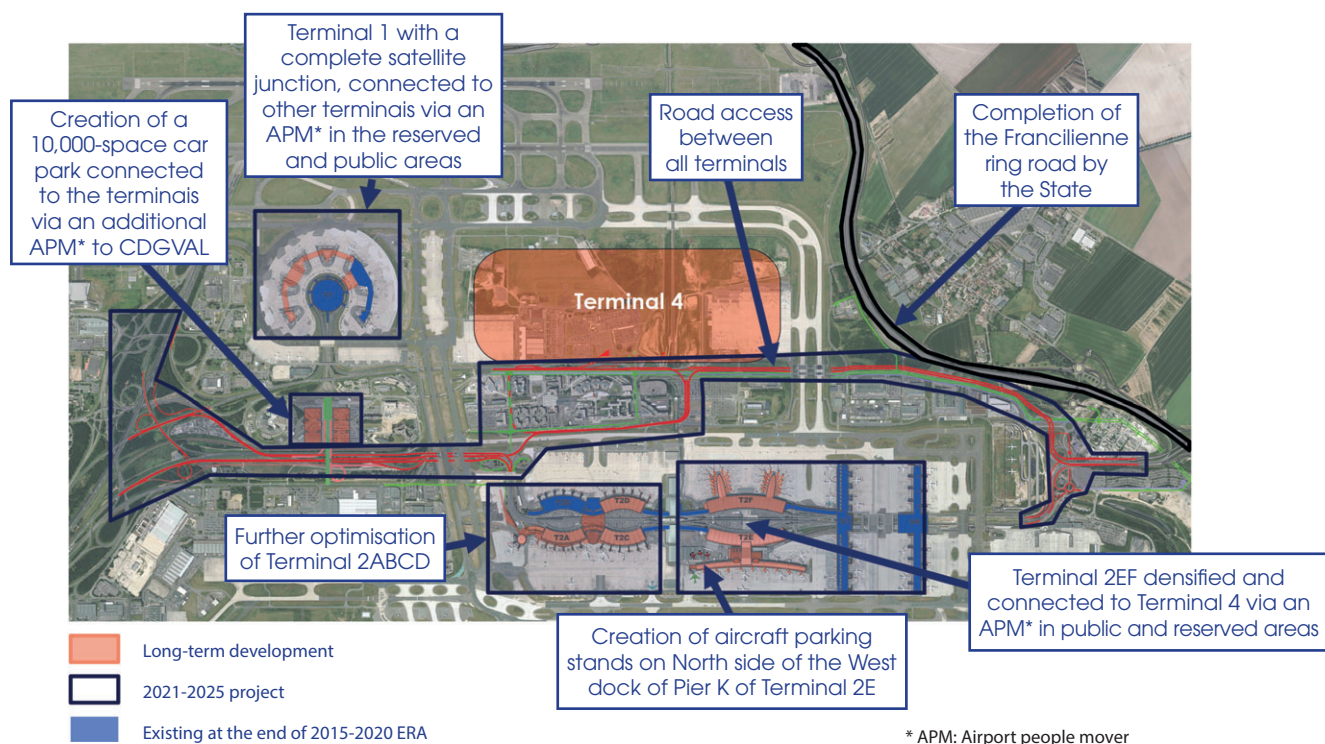 Terminal 1 with a
complete satellite
junction, connected to
other terminais via an
APM* in the reserved
and public areas
Creation of a
10,000-space car
park connected
to the terminais
via an additional
APM* to CDGVAL
Road access
between
all terminals
Completion of
the Francilienne
ring road by
the State
Terminal 4
T2D
T2F
T2A
T2C
T2E
Further optimisation
of Terminal 2ABCD
Creation of aircraft parking
stands on North side of the West
dock of Pier K of Terminal 2E
Terminal 2EF densified and
connected to Terminal 4 via an
APM* in public and reserved areas
Long-term development
2021-2025 project
Existing at the end of 2015-2020 ERA
* APM: Airport people mover